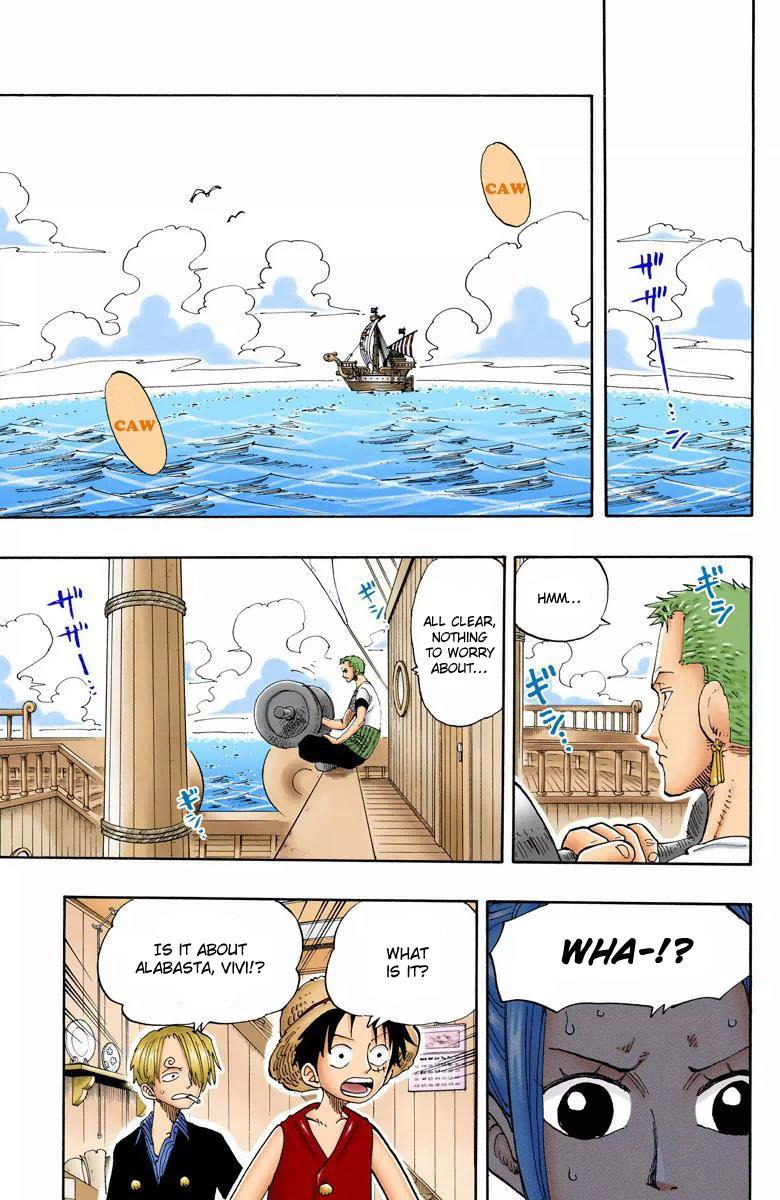 ザザ
ー…ン
CAW
CAW
HMM...
ギシ
ギシ…
ALL CLEAR,
NOTHING
TO WORRY
ABOUT...
ギシ
ザザー…
ギシ…
WHA-!?
WHAT
IS IT?
IS IT ABOUT
ALABASTA, VIVI!?